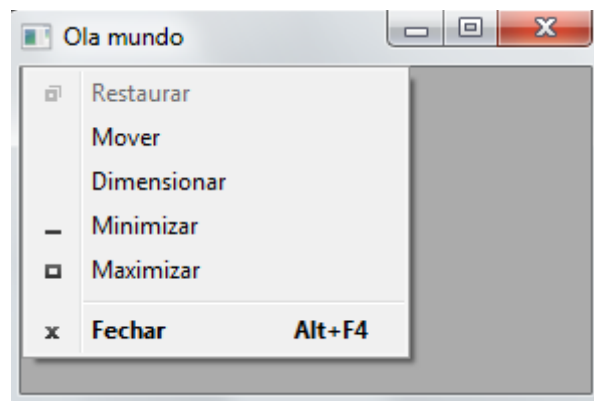 Ola mundo
Restaurar
Mover
Dimensionar
Minimizar
Maximizar
Fechar Alt+F4